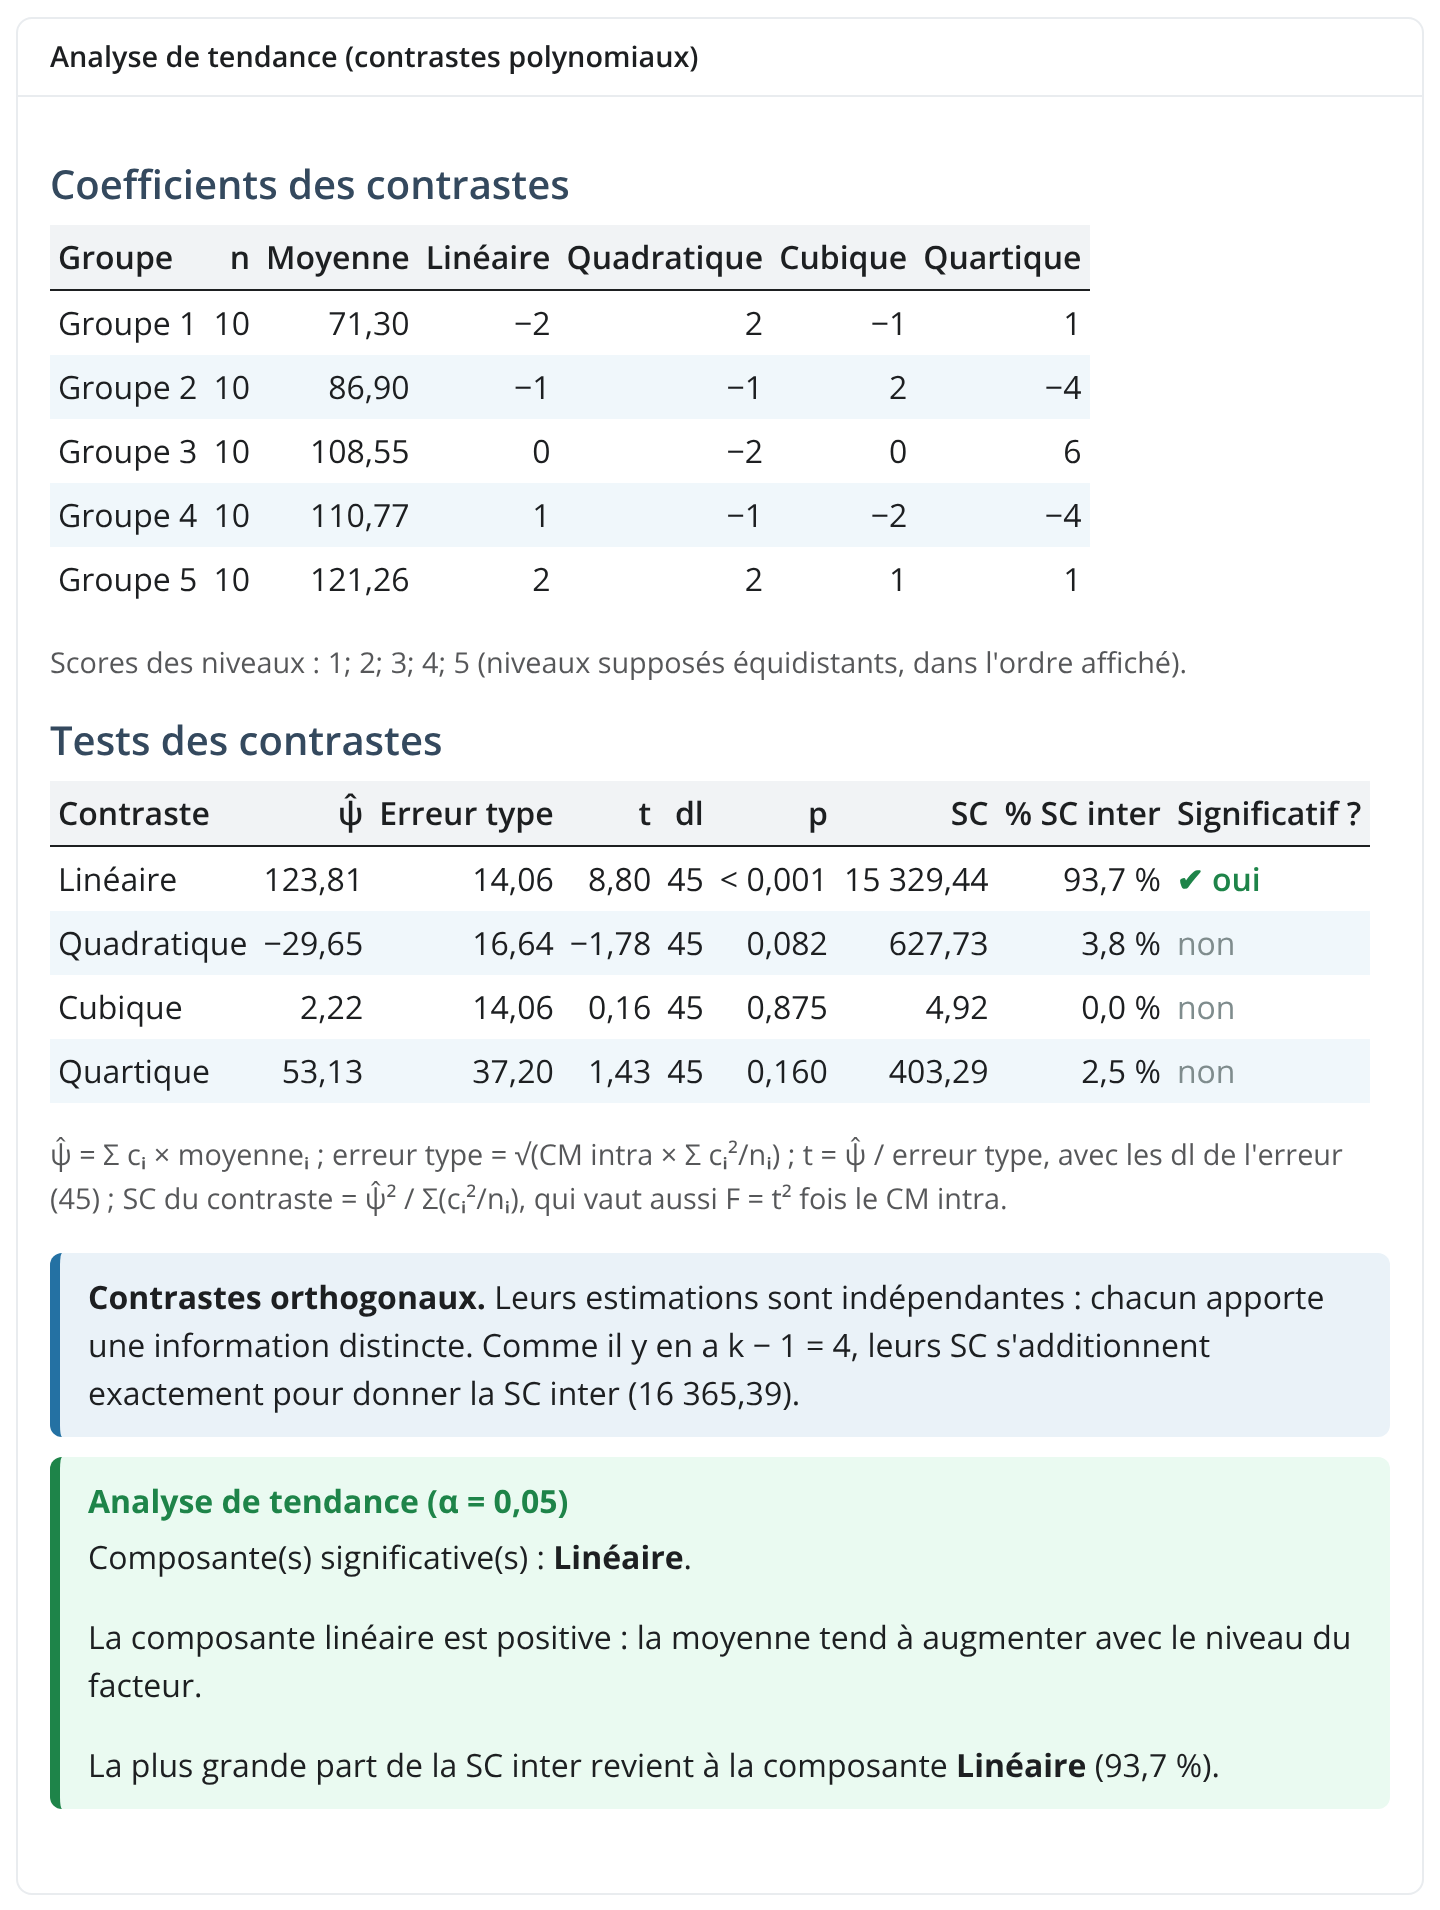 Analyse de tendance (contrastes polynomiaux)
Coefficients des contrastes
Groupe n Moyenne Linéaire Quadratique Cubique Quartique
Groupe 1 10 71,30 −2 2 −1 1
Groupe 2 10 86,90 −1 −1 2 −4
Groupe 3 10 108,55 0 −2 0 6
Groupe 4 10 110,77 1 −1 −2 −4
Groupe 5 10 121,26 2 2 1 1
Scores des niveaux : 1; 2; 3; 4; 5 (niveaux supposés équidistants, dans l'ordre affiché).
Tests des contrastes
Contraste ψ̂ Erreur type t dl p SC % SC inter Significatif ?
Linéaire 123,81 14,06 8,80 45 < 0,001 15 329,44 93,7 % ✔ oui
Quadratique −29,65 16,64 −1,78 45 0,082 627,73 3,8 % non
Cubique 2,22 14,06 0,16 45 0,875 4,92 0,0 % non
Quartique 53,13 37,20 1,43 45 0,160 403,29 2,5 % non
ψ̂ = Σ cᵢ × moyenneᵢ ; erreur type = √(CM intra × Σ cᵢ²/nᵢ) ; t = ψ̂ / erreur type, avec les dl de l'erreur
(45) ; SC du contraste = ψ̂² / Σ(cᵢ²/nᵢ), qui vaut aussi F = t² fois le CM intra.
Contrastes orthogonaux. Leurs estimations sont indépendantes : chacun apporte
une information distincte. Comme il y en a k − 1 = 4, leurs SC s'additionnent
exactement pour donner la SC inter (16 365,39).
Analyse de tendance (α = 0,05)
Composante(s) significative(s) : Linéaire.
La composante linéaire est positive : la moyenne tend à augmenter avec le niveau du
facteur.
La plus grande part de la SC inter revient à la composante Linéaire (93,7 %).